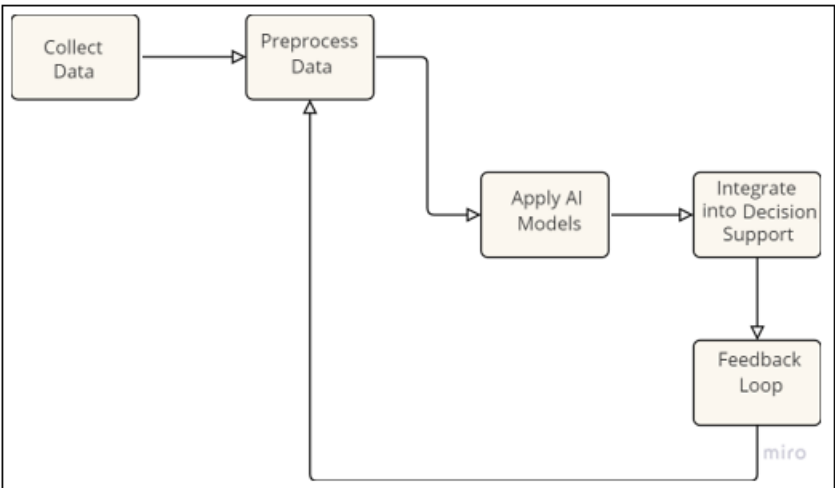 Collect
Data
Preprocess
Data
Apply AI
Models
Integrate
into Decision
Support
Feedback
Loop
miro